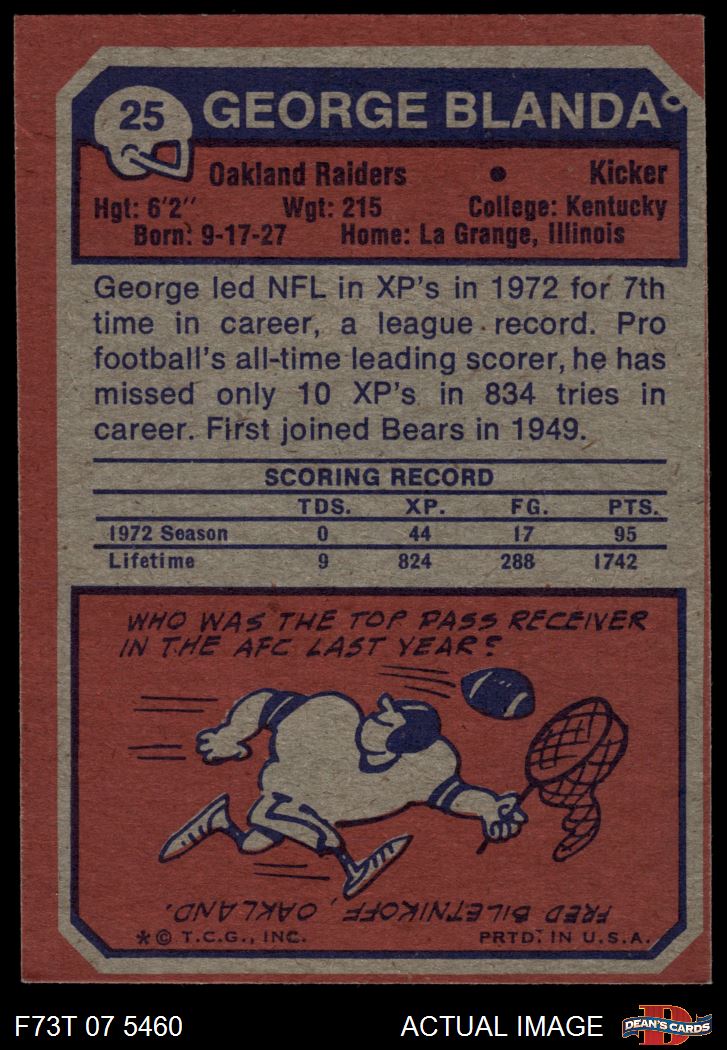 25 GEORGE BLANDA
Oakland Raiders • Kicker
Hgt: 6'2" Wgt: 215 College: Kentucky
Born: 9-17-27 Home: La Grange, Illinois
George led NFL in XP's in 1972 for 7th
time in career, a league record. Pro
football's all-time leading scorer, he has
missed only 10 XP's in 834 tries in
career. First joined Bears in 1949.
SCORING RECORD
TDS. XP. FG. PTS.
1972 Season 0 44 17 95
Lifetime 9 824 288 1742
WHO WAS THE TOP PASS RECEIVER
IN THE AFC LAST YEAR?
FRED BILETNIKOFF, OAKLAND.
*© T.C.G., INC. PRTD. IN U.S.A.
F73T 07 5460 ACTUAL IMAGE
D
DEAN'S CARDS